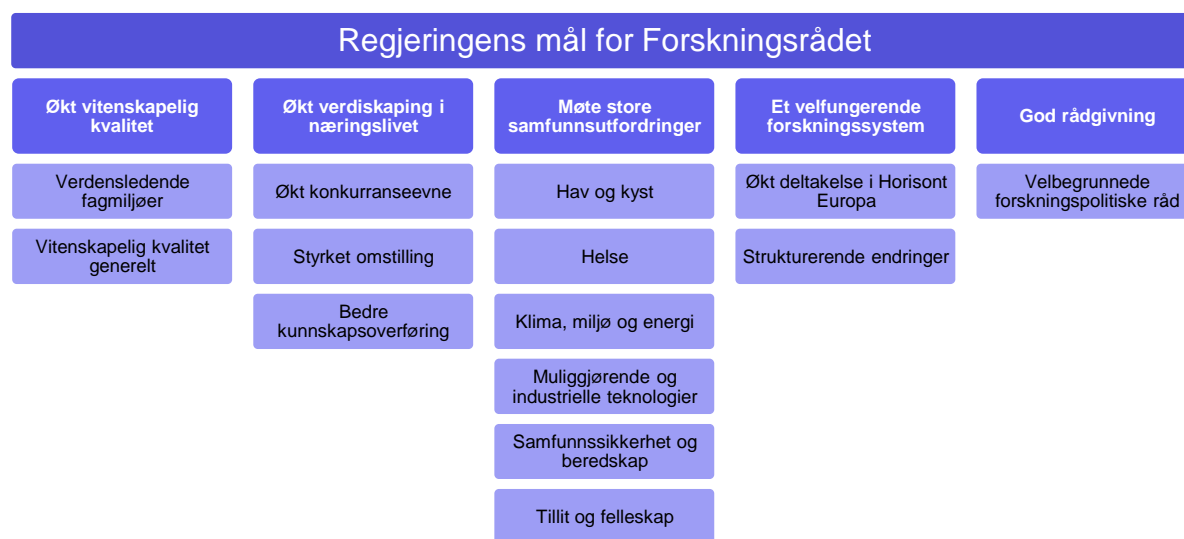 Regjeringens mål for Forskningsrådet
Økt vitenskapelig
kvalitet
Verdensledende
fagmiljøer
Vitenskapelig kvalitet
generelt
Økt verdiskaping i
næringslivet
Økt konkurranseevne
Styrket omstilling
Bedre
kunnskapsoverføring
Møte store
samfunnsutfordringer
Hav og kyst
Helse
Klima, miljø og energi
Muliggjørende og
industrielle teknologier
Samfunnssikkerhet og
beredskap
Tillit og felleskap
Et velfungerende
forskningssystem
Økt deltakelse i Horisont
Europa
Strukturerende endringer
God rådgivning
Velbegrunnede
forskningspolitiske råd